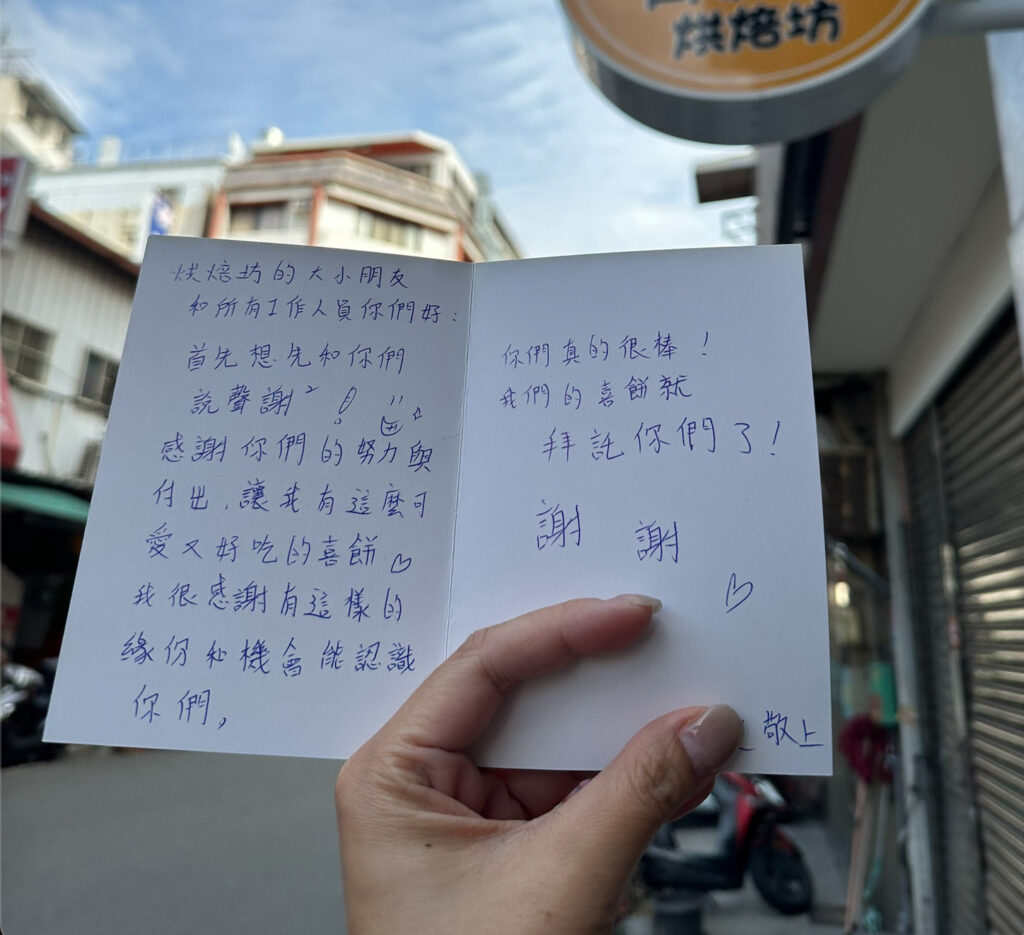 烘焙坊
烘焙坊的大小朋友
和所有工作人員你們好:
首先想先和你們
說聲謝²!
感謝你們的努力與
付出,讓我有這麼可
愛又好吃的喜餅♡
我很感謝有這樣的
緣份和機會能認識
你們,
你們真的很棒!
我們的喜餅就
拜託你們了!
謝謝
♡
敬上